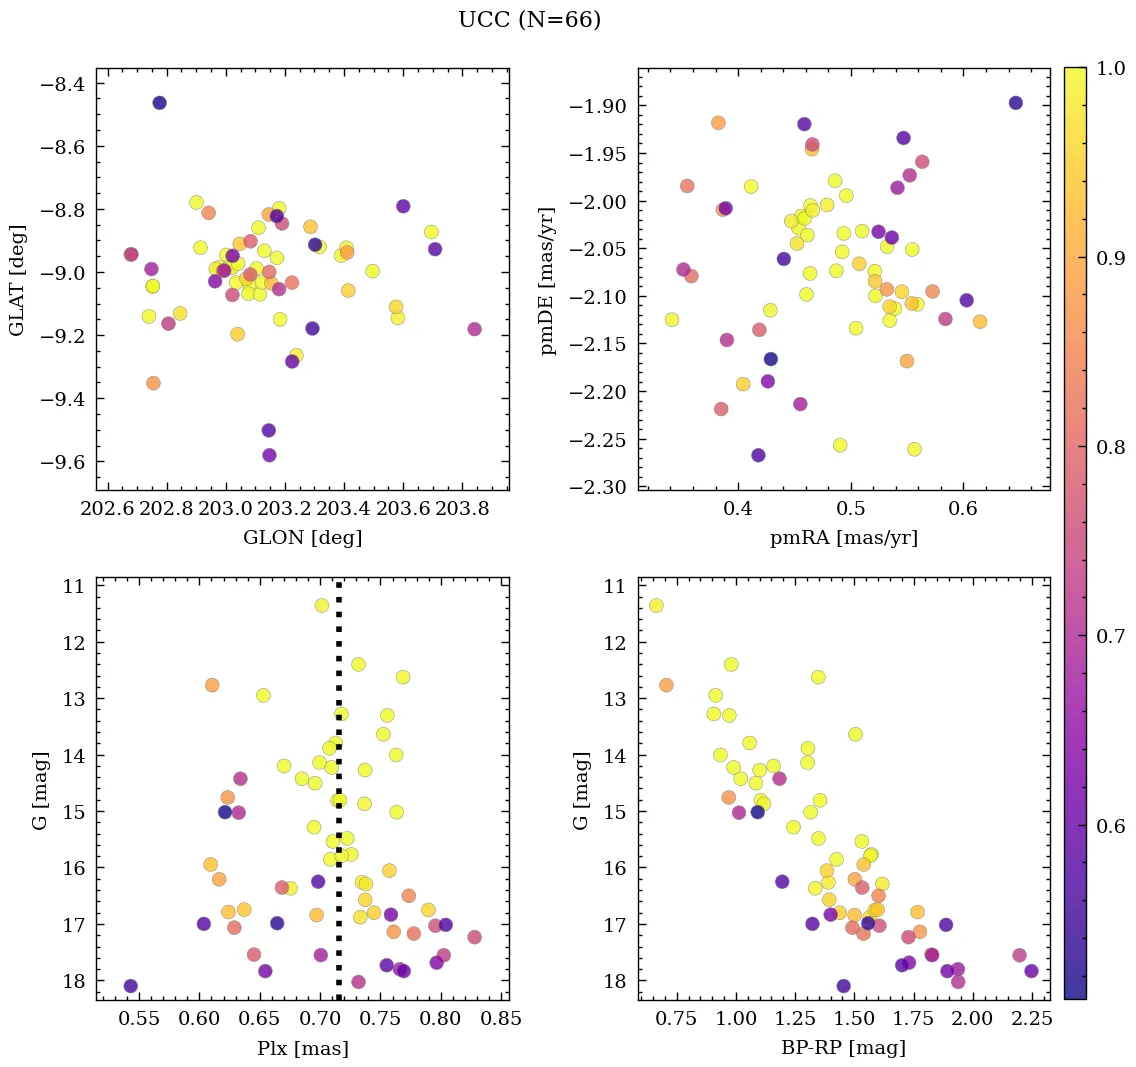 UCC (N=66)
−8.4
−8.6
−8.8
−9.0
−9.2
−9.4
−9.6
GLAT [deg]
202.6 202.8 203.0 203.2 203.4 203.6 203.8
GLON [deg]
−1.90
−1.95
−2.00
−2.05
−2.10
−2.15
−2.20
−2.25
−2.30
pmDE [mas/yr]
0.4 0.5 0.6
pmRA [mas/yr]
1.0
0.9
0.8
0.7
0.6
11
12
13
14
15
16
17
18
G [mag]
0.55 0.60 0.65 0.70 0.75 0.80 0.85
Plx [mas]
11
12
13
14
15
16
17
18
G [mag]
0.75 1.00 1.25 1.50 1.75 2.00 2.25
BP-RP [mag]